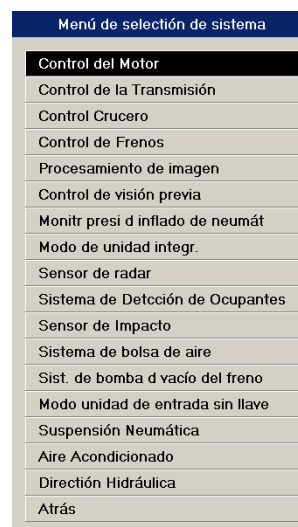 Menú de selectión de sistema
Control del Motor
Control de la Transmisión
Control Crucero
Control de Frenos
Procesamiento de imagen
Control de visión previa
Monitr presi d inflado de neumát
Modo de unidad integr.
Sensor de radar
Sistema de Detcción de Ocupantes
Sensor de Impacto
Sistema de bolsa de aire
Sist. de bomba d vacío del freno
Modo unidad de entrada sin llave
Suspensión Neumática
Aire Acondicionado
Directión Hidráulica
Atrás